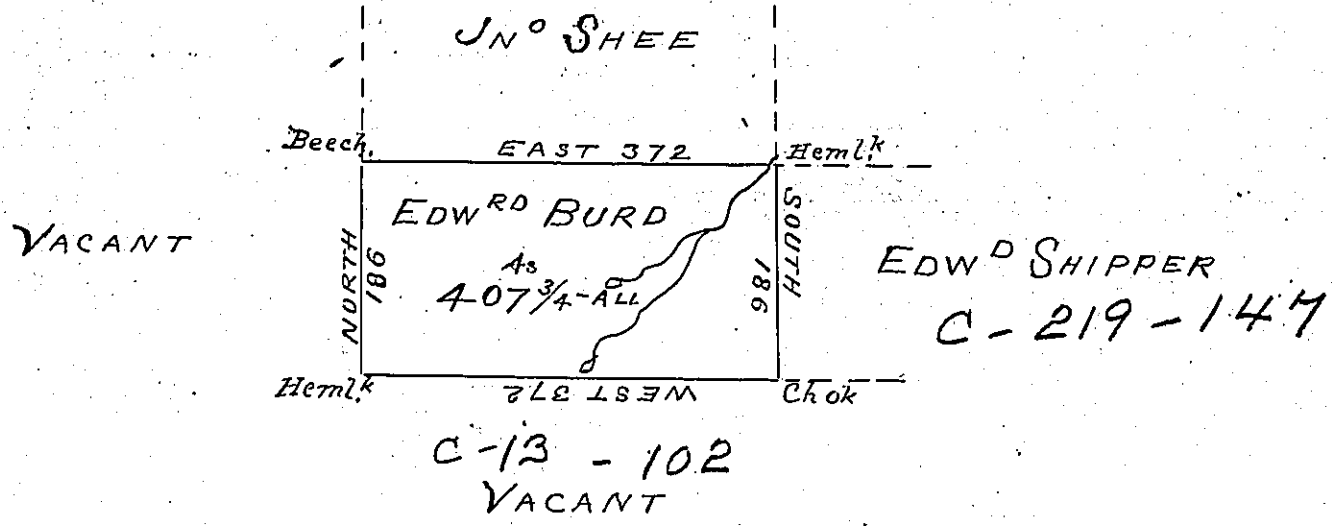 JNᴼ SHEE
Beech.
EAST 372
Hemlᵏ.
VACANT
NORTH
186
EDWᴿᴰ BURD
As
407¾-ALL
SOUTH
186
EDWᴰ SHIPPER
C-219-147
Hemlᵏ.
WEST 372
Ch ok
C-13-102
VACANT